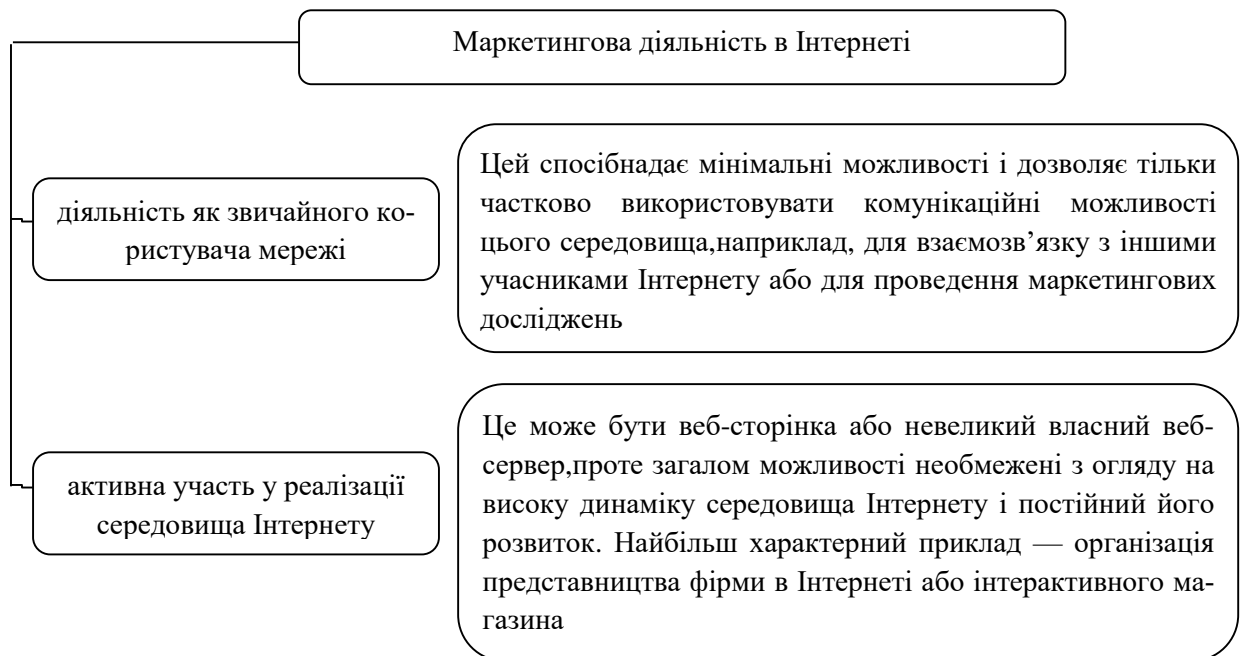 Маркетингова діяльність в Інтернеті
діяльність як звичайного ко-
ристувача мережі
Цей спосібнадає мінімальні можливості і дозволяє тільки
частково використовувати комунікаційні можливості
цього середовища,наприклад, для взаємозв’язку з іншими
учасниками Інтернету або для проведення маркетингових
досліджень
активна участь у реалізації
середовища Інтернету
Це може бути веб-сторінка або невеликий власний веб-
сервер,проте загалом можливості необмежені з огляду на
високу динаміку середовища Інтернету і постійний його
розвиток. Найбільш характерний приклад — організація
представництва фірми в Інтернеті або інтерактивного ма-
газина